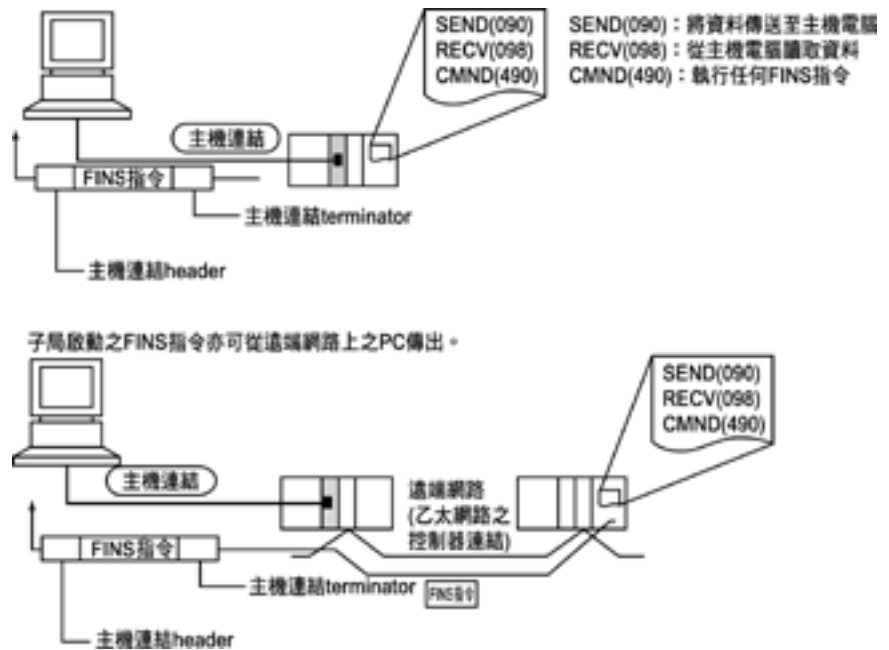 SEND(090)
RECV(098)
CMND(490)
SEND(090):將資料傳送至主機電腦
RECV(098):從主機電腦讀取資料
CMND(490):執行任何FINS指令
主機連結
FINS指令
主機連結terminator
主機連結header
子局啟動之FINS指令亦可從遠端網路上之PC傳出。
SEND(090)
RECV(098)
CMND(490)
主機連結
遠端網路
(乙太網路之
控制器連結)
FINS指令
主機連結terminator
FINS指令
主機連結header